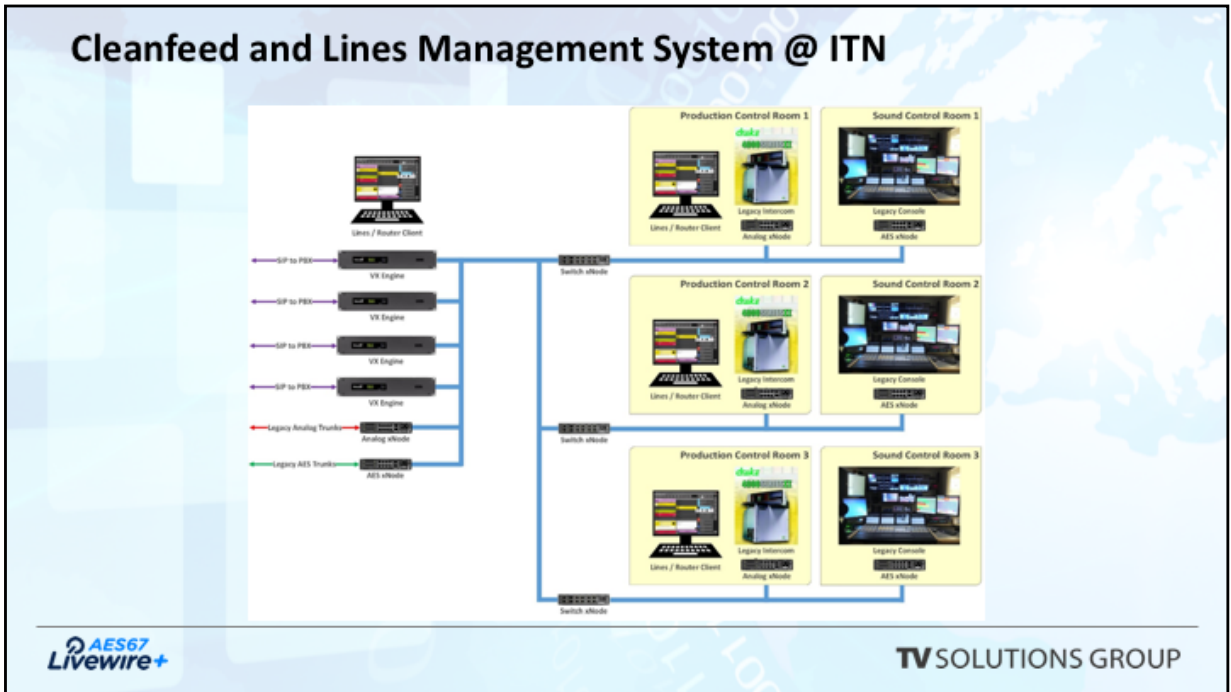 Cleanfeed and Lines Management System @ ITN
Lines / Router Client
SIP to PBX
VX Engine
SIP to PBX
VX Engine
SIP to PBX
VX Engine
SIP to PBX
VX Engine
Legacy Analog Trunks
Analog xNode
Legacy AES Trunks
AES xNode
Switch xNode
Switch xNode
Switch xNode
Production Control Room 1
Lines / Router Client
Legacy Intercom
Analog xNode
Sound Control Room 1
Legacy Console
AES xNode
Production Control Room 2
Lines / Router Client
Legacy Intercom
Analog xNode
Sound Control Room 2
Legacy Console
AES xNode
Production Control Room 3
Lines / Router Client
Legacy Intercom
Analog xNode
Sound Control Room 3
Legacy Console
AES xNode
AES67
Livewire+
TV SOLUTIONS GROUP